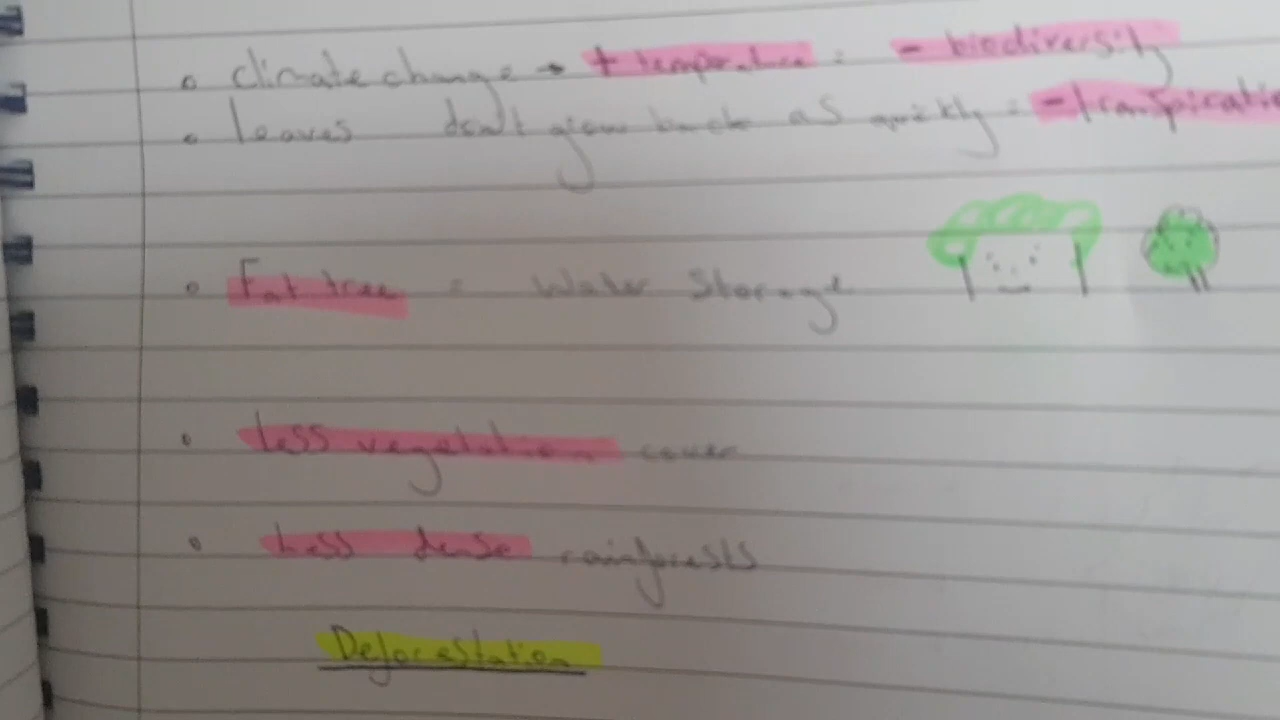 climate change → + temperature = - biodiversity
leaves don't grow back as quickly = - transpiratio
Fat tree = Water Storage
Less vegetation cover
Less dense rainforests
Deforestation